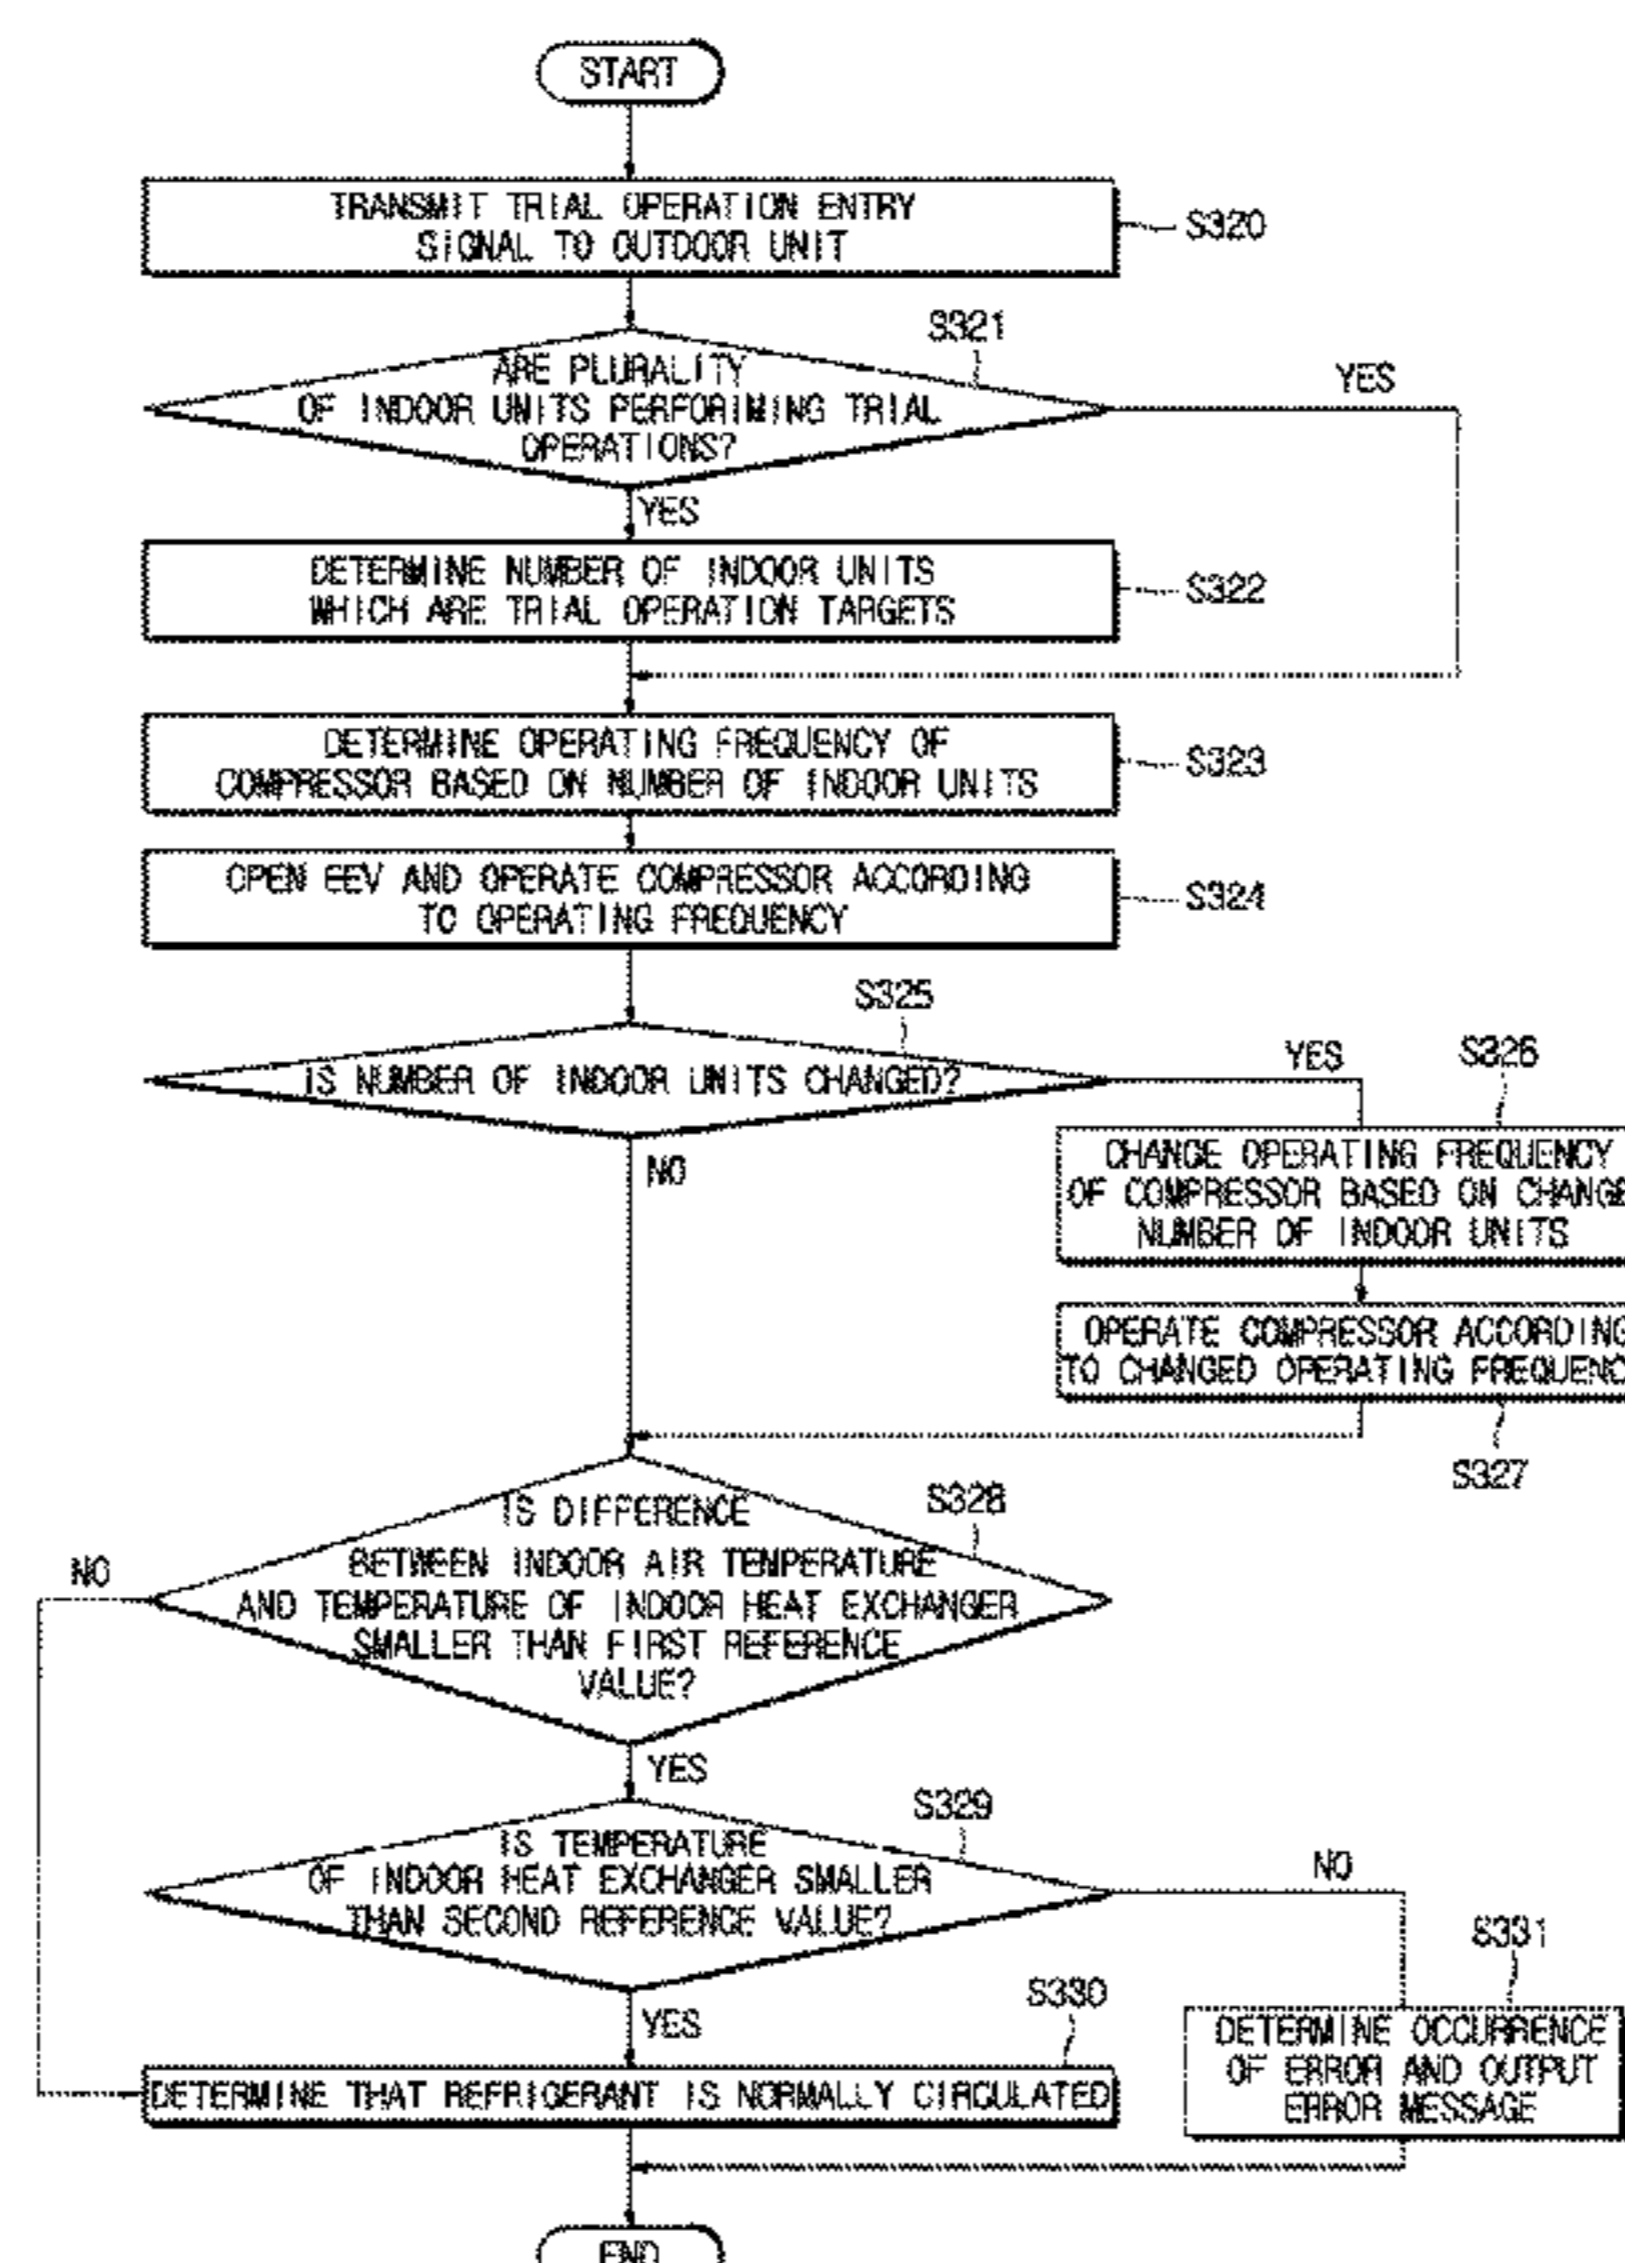 START
TRANSMIT TRIAL OPERATION ENTRY
SIGNAL TO OUTDOOR UNIT
S320
S321
ARE PLURALITY
OF INDOOR UNITS PERFORIMING TRIAL
OPERATIONS?
YES
YES
DETERMINE NUMBER OF INDOOR UNITS
WHICH ARE TRIAL OPERATION TARGETS
S322
DETERMINE OPERATING FREQUENCY OF
COMPRESSOR BASED ON NUMBER OF INDOOR UNITS
S323
OPEN EEV AND OPERATE COMPRESSOR ACCORDING
TO OPERATING FREQUENCY
S324
S325
IS NUMBER OF INDOOR UNITS CHANGED?
YES
S326
NO
CHANGE OPERATING FREQUENCY
OF COMPRESSOR BASED ON CHANGE
NUMBER OF INDOOR UNITS
OPERATE COMPRESSOR ACCORDING
TO CHANGED OPERATING FREQUENC
S327
S328
IS DIFFERENCE
BETWEEN INDOOR AIR TEMPERATURE
AND TEMPERATURE OF INDOOR HEAT EXCHANGER
SMALLER THAN FIRST REFERENCE
VALUE?
NO
YES
S329
IS TEMPERATURE
OF INDOOR HEAT EXCHANGER SMALLER
THAN SECOND REFERENCE VALUE?
NO
YES
S330
S331
DETERMINE THAT REFRIGERANT IS NORMALLY CIRCULATED
DETERMINE OCCURRENCE
OF ERROR AND OUTPUT
ERROR MESSAGE
END